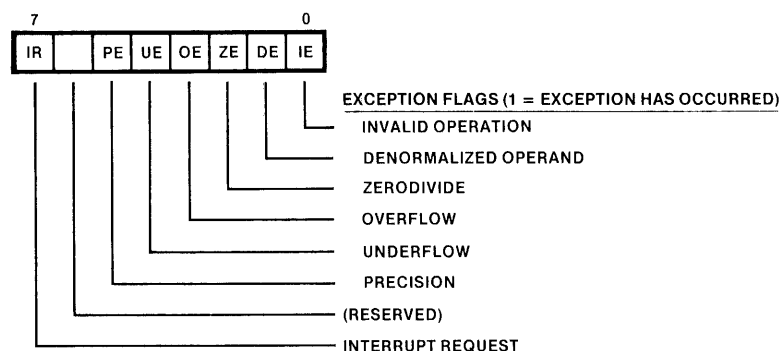 7 0
IR PE UE OE ZE DE IE
EXCEPTION FLAGS (1 = EXCEPTION HAS OCCURRED)
INVALID OPERATION
DENORMALIZED OPERAND
ZERODIVIDE
OVERFLOW
UNDERFLOW
PRECISION
(RESERVED)
INTERRUPT REQUEST